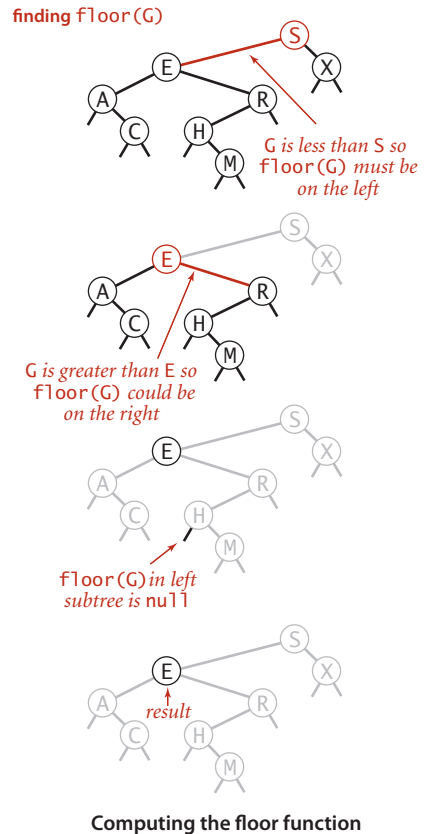 finding floor(G)
S
E
X
A
R
C
H
M
G is less than S so
floor(G) must be
on the left
S
E
X
A
R
C
H
M
G is greater than E so
floor(G) could be
on the right
S
E
X
A
R
C
H
M
floor(G) in left
subtree is null
S
E
X
A
R
result
C
H
M
Computing the floor function